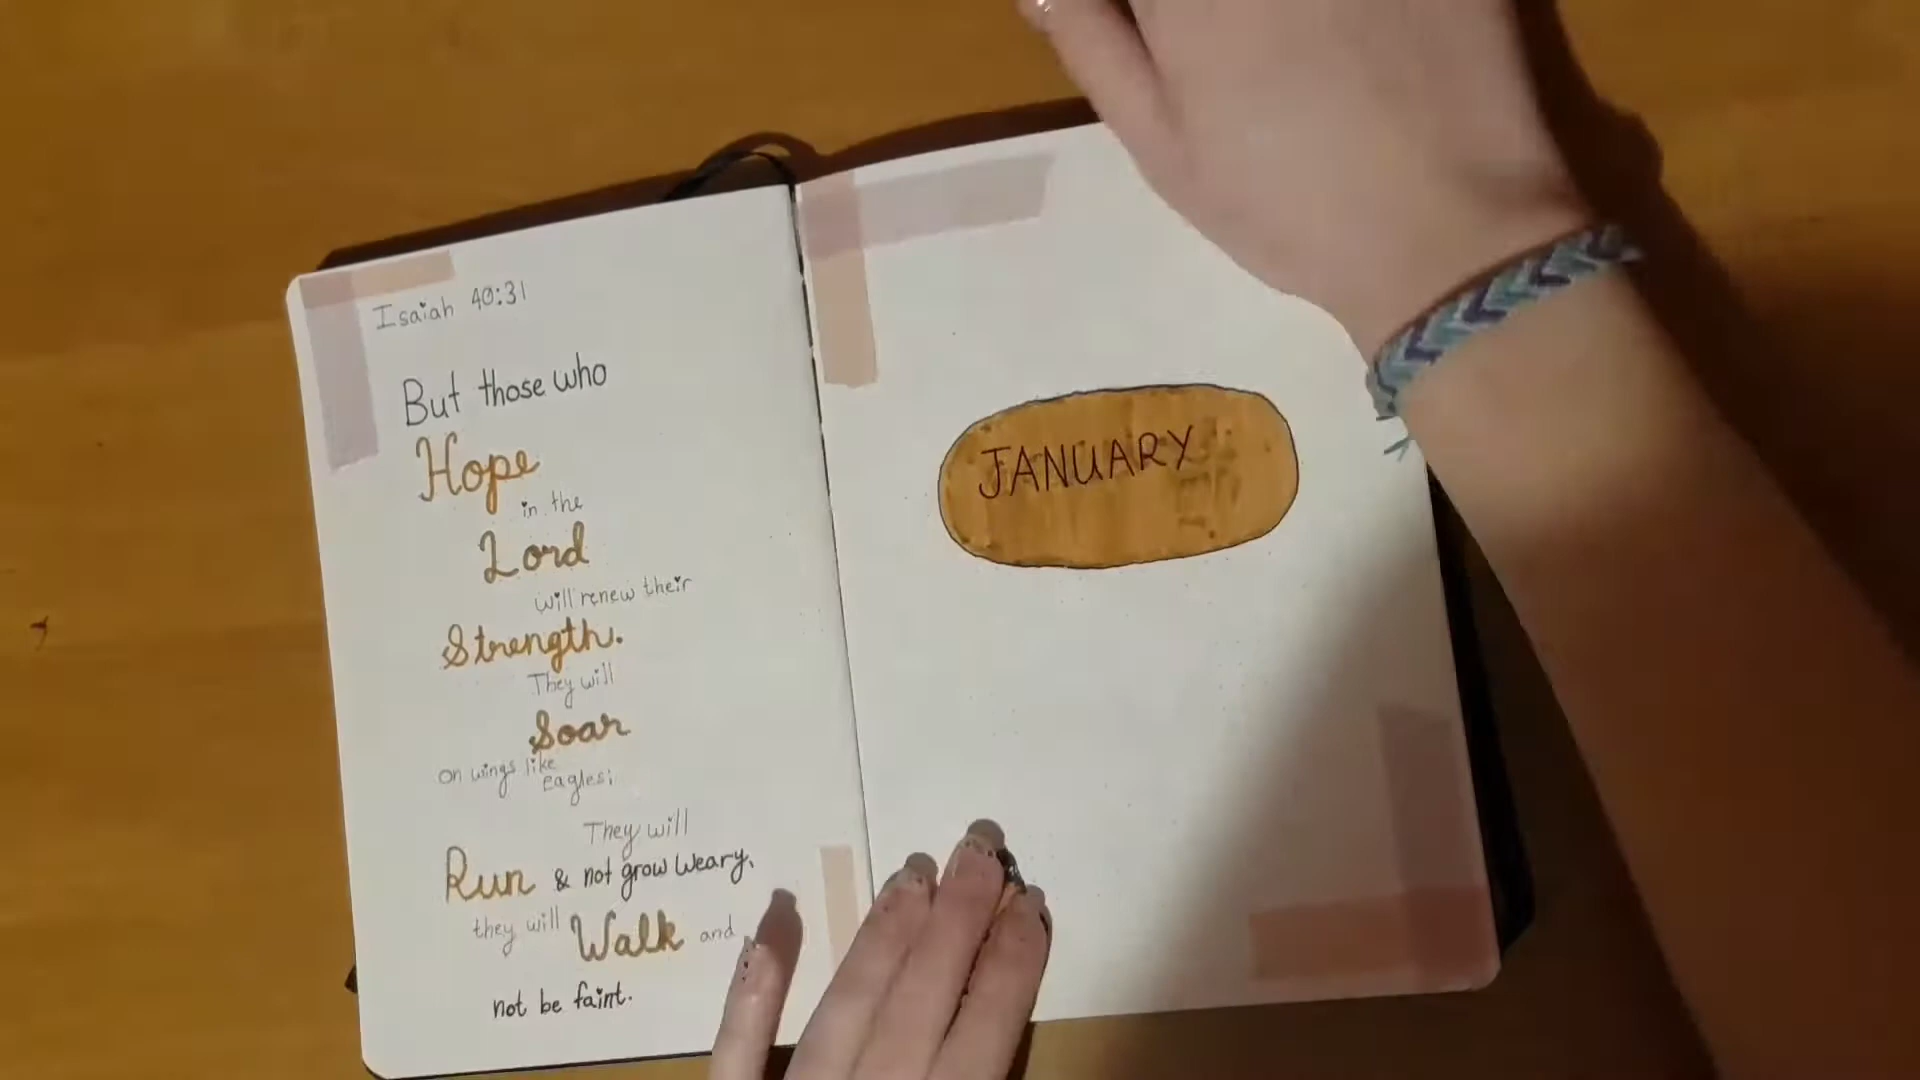 Isaiah 40:31
But those who
Hope
in the
Lord
will renew their
Strength.
They will
Soar
on wings like
Eagles;
They will
Run & not grow weary,
they will Walk and
not be faint.
JANUARY